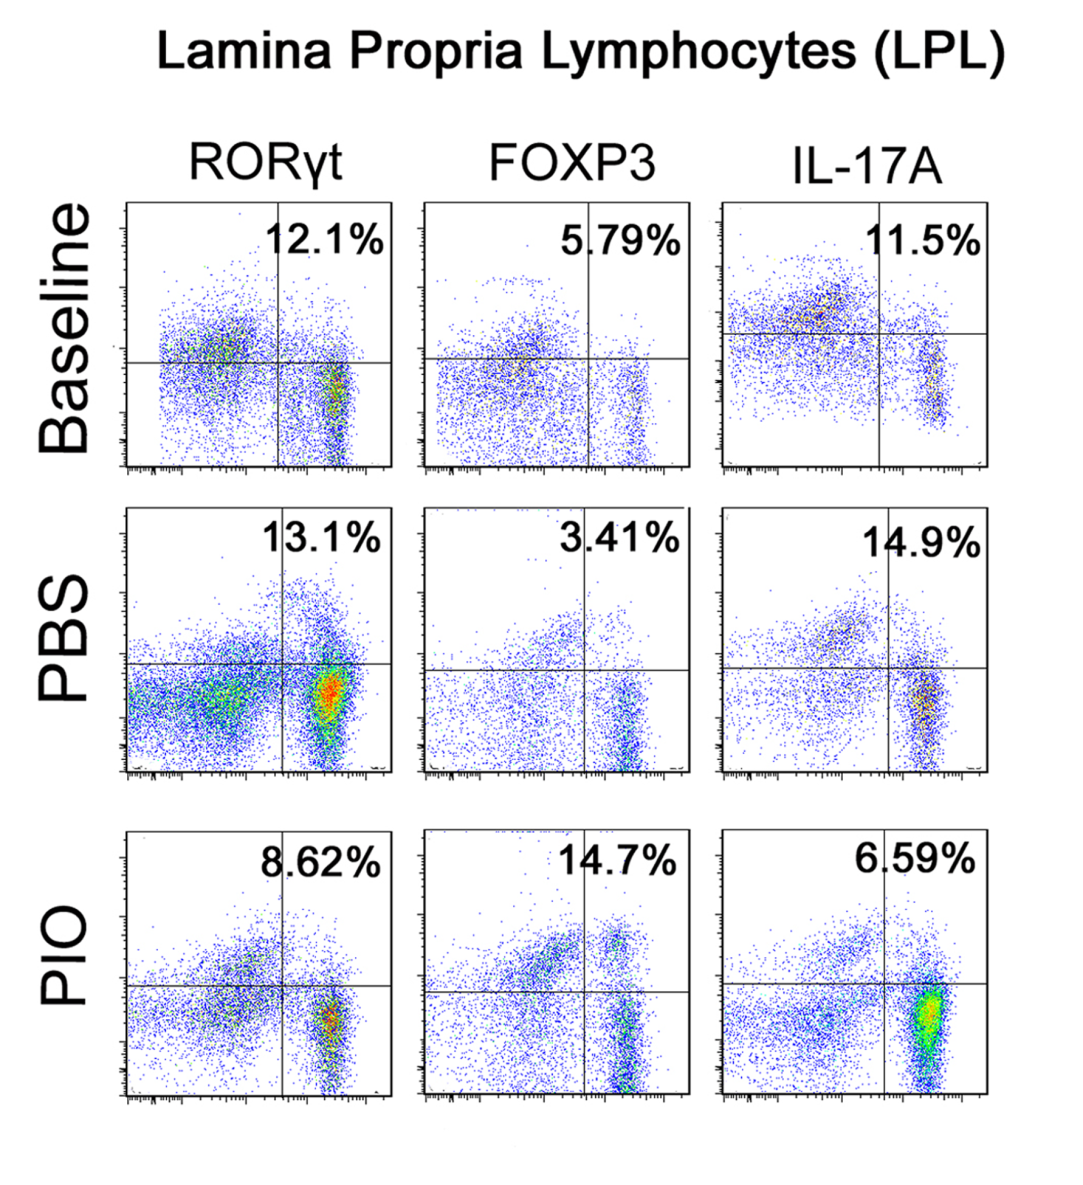 Lamina Propria Lymphocytes (LPL)
RORγt FOXP3 IL-17A
Baseline 12.1% 5.79% 11.5%
PBS 13.1% 3.41% 14.9%
PIO 8.62% 14.7% 6.59%